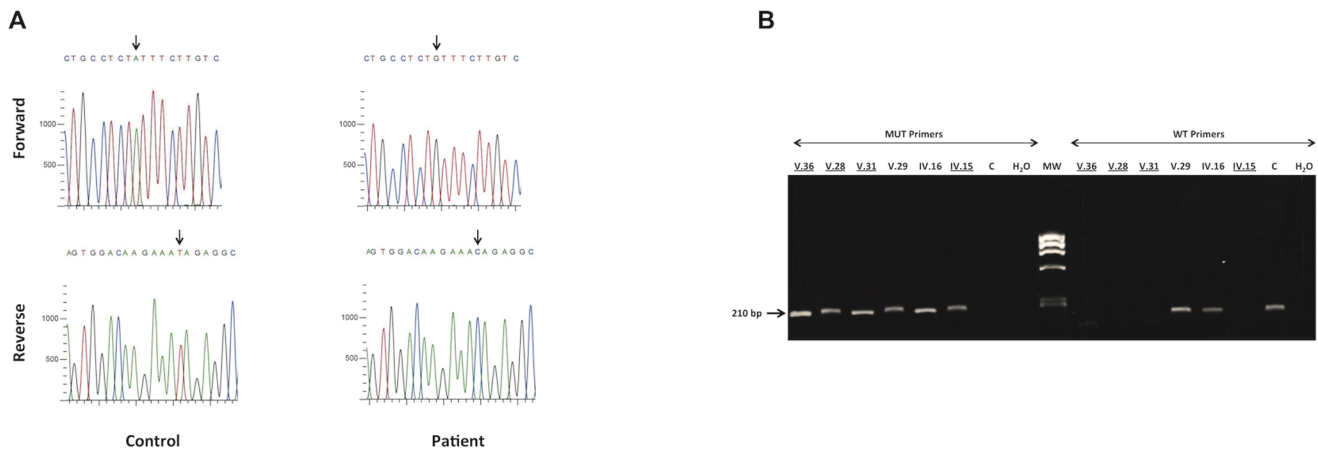 A
CTGCCTCTATTTCTTGTC
CTGCCTCTGTTTCTTGTC
Forward
1000
500
1000
500
AGTGGACAAGAAATAGAGGC
AGTGGACAAGAAACAGAGGC
Reverse
1000
500
1000
500
Control
Patient
B
MUT Primers
WT Primers
V.36 V.28 V.31 V.29 IV.16 IV.15 C H₂O MW V.36 V.28 V.31 V.29 IV.16 IV.15 C H₂O
210 bp